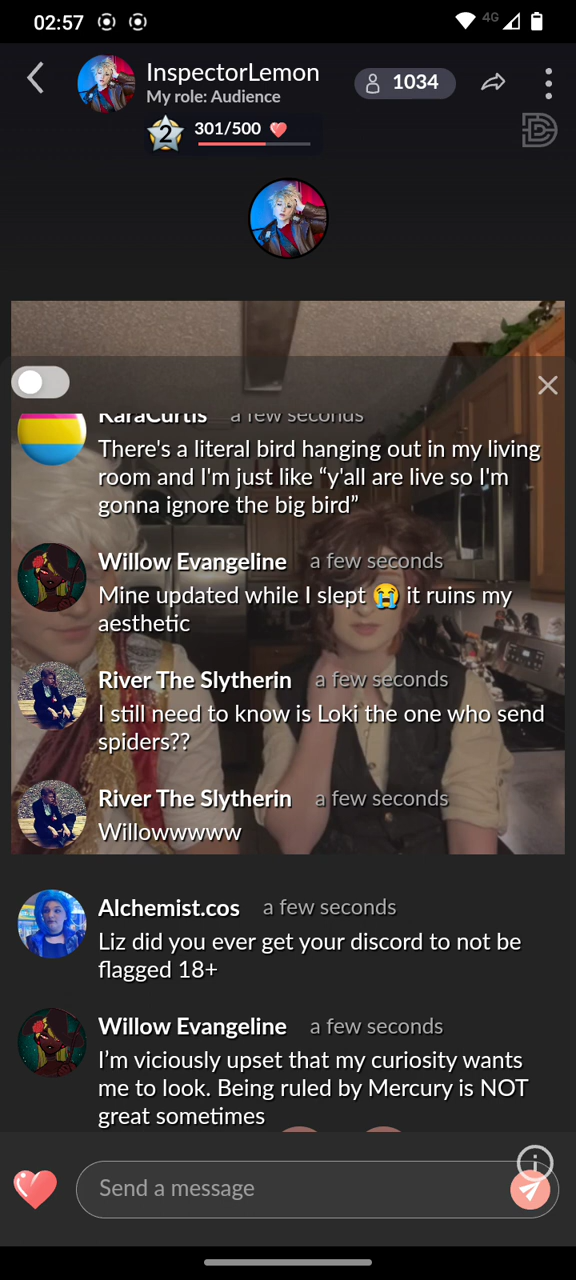 02:57
4G
InspectorLemon
1034
My role: Audience
2
301/500
KaraCurtis a few seconds
There's a literal bird hanging out in my living
room and I'm just like “y'all are live so I'm
gonna ignore the big bird”
Willow Evangeline a few seconds
Mine updated while I slept 😭 it ruins my
aesthetic
River The Slytherin a few seconds
I still need to know is Loki the one who send
spiders??
River The Slytherin a few seconds
Willowwwww
Alchemist.cos a few seconds
Liz did you ever get your discord to not be
flagged 18+
Willow Evangeline a few seconds
I’m viciously upset that my curiosity wants
me to look. Being ruled by Mercury is NOT
great sometimes
Send a message